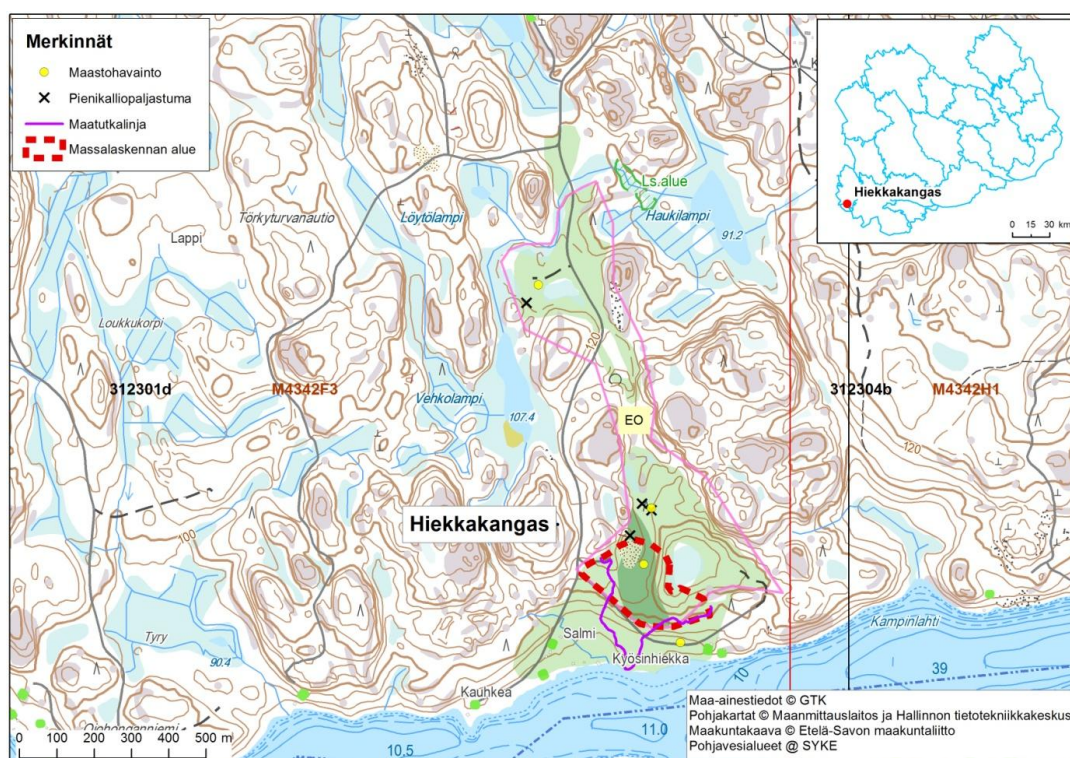 Merkinnät
Maastohavainto
Pienikalliopaljastuma
Maatutkalinja
Massalaskennan alue
Hiekkakangas
0 15 30 km
Ls.alue
Törkyturvanautio
Löytölampi
Haukilampi
Lappi
91.2
Loukkukorpi
120
312301d
M4342F3
Vehkolampi
107.4
EO
312304b
M4342H1
120
Hiekkakangas
100
Tyry
90.4
Salmi
Kyösinhiekka
Kauhkea
Kampinlahti
10
39
11.0
10,5
0 100 200 300 400 500 m
Maa-ainestiedot © GTK
Pohjakartat © Maanmittauslaitos ja Hallinnon tietotekniikkakeskus
Maakuntakaava © Etelä-Savon maakuntaliitto
Pohjavesialueet @ SYKE